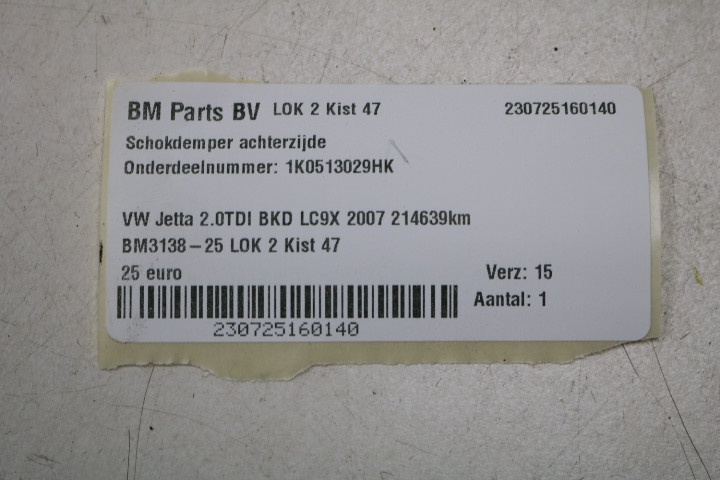 BM Parts BV LOK 2 Kist 47 230725160140
Schokdemper achterzijde
Onderdeelnummer: 1K0513029HK
VW Jetta 2.0TDI BKD LC9X 2007 214639km
BM3138-25 LOK 2 Kist 47
25 euro Verz: 15
Aantal: 1
230725160140